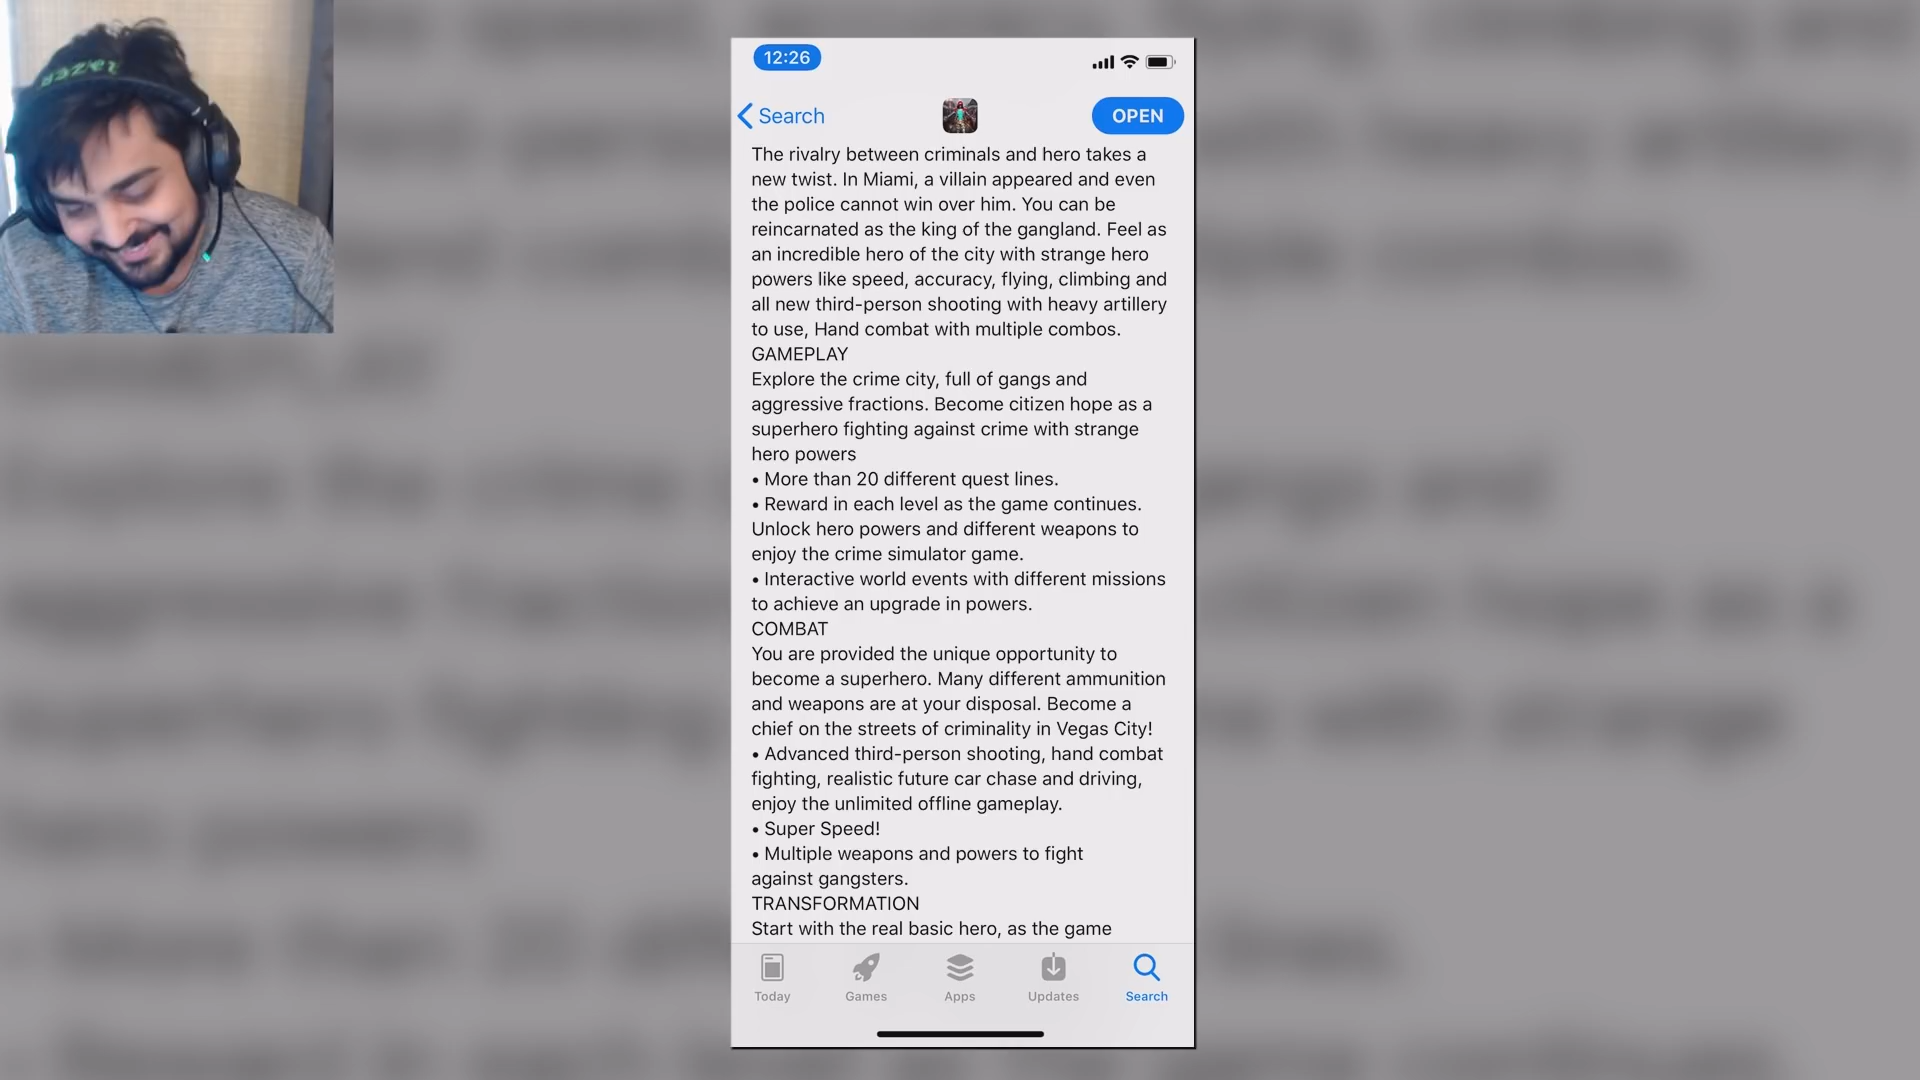 RAZER
12:26
Search
OPEN
The rivalry between criminals and hero takes a
new twist. In Miami, a villain appeared and even
the police cannot win over him. You can be
reincarnated as the king of the gangland. Feel as
an incredible hero of the city with strange hero
powers like speed, accuracy, flying, climbing and
all new third-person shooting with heavy artillery
to use, Hand combat with multiple combos.
GAMEPLAY
Explore the crime city, full of gangs and
aggressive fractions. Become citizen hope as a
superhero fighting against crime with strange
hero powers
• More than 20 different quest lines.
• Reward in each level as the game continues.
Unlock hero powers and different weapons to
enjoy the crime simulator game.
• Interactive world events with different missions
to achieve an upgrade in powers.
COMBAT
You are provided the unique opportunity to
become a superhero. Many different ammunition
and weapons are at your disposal. Become a
chief on the streets of criminality in Vegas City!
• Advanced third-person shooting, hand combat
fighting, realistic future car chase and driving,
enjoy the unlimited offline gameplay.
• Super Speed!
• Multiple weapons and powers to fight
against gangsters.
TRANSFORMATION
Start with the real basic hero, as the game
Today
Games
Apps
Updates
Search